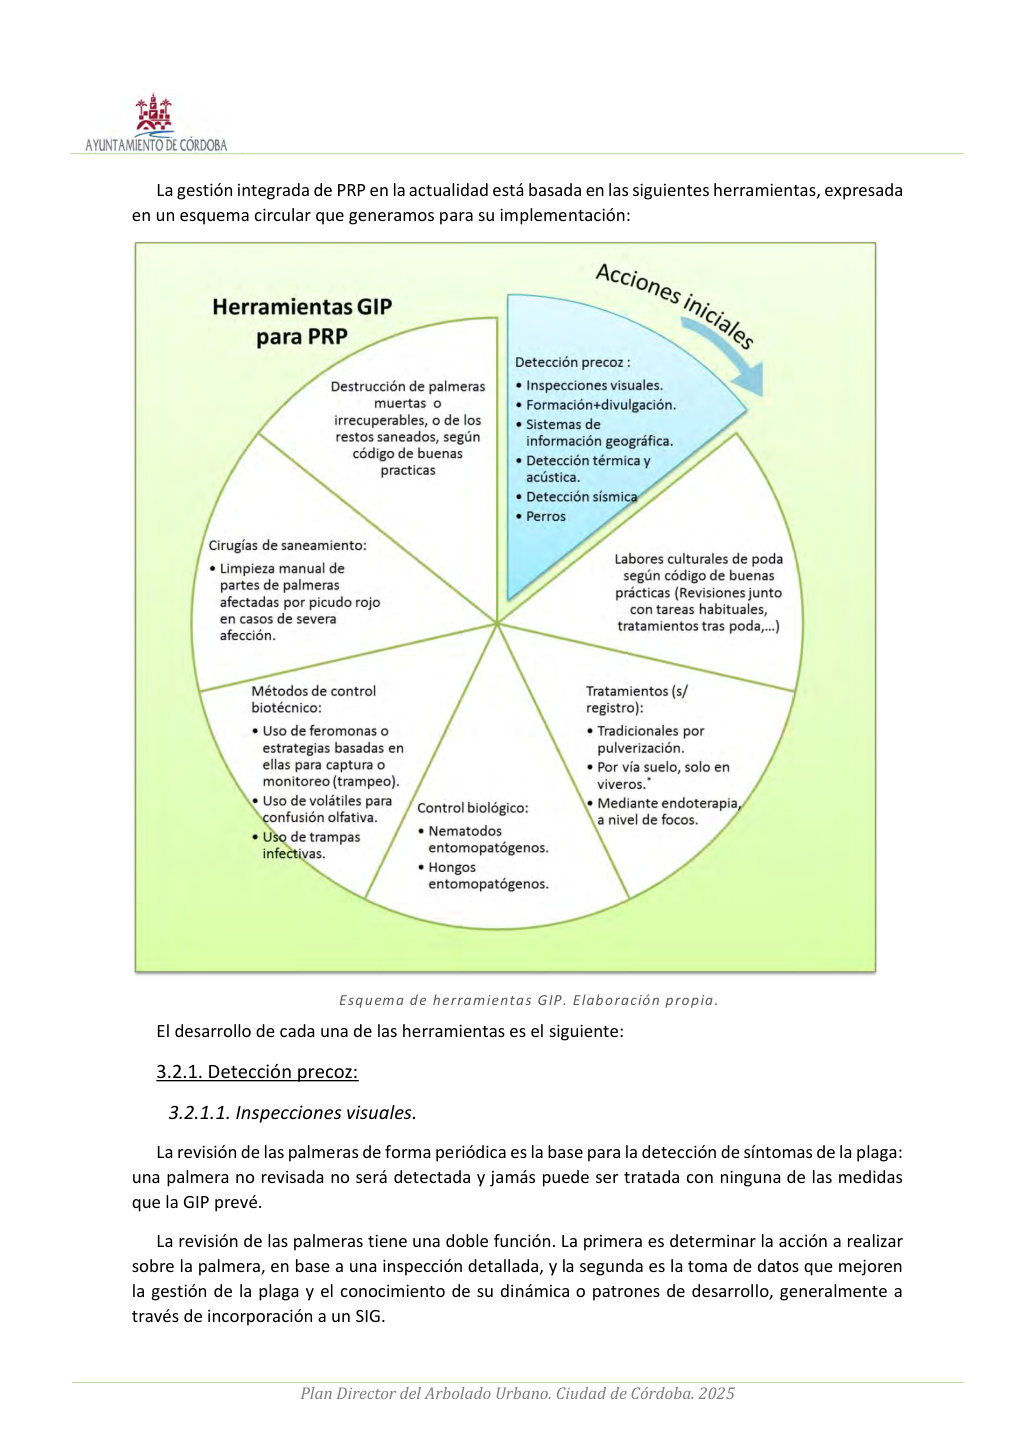 AYUNTAMIENTO DE CÓRDOBA
La gestión integrada de PRP en la actualidad está basada en las siguientes herramientas, expresada
en un esquema circular que generamos para su implementación:
Herramientas GIP
para PRP
Acciones iniciales
Detección precoz :
• Inspecciones visuales.
• Formación+divulgación.
• Sistemas de
información geográfica.
• Detección térmica y
acústica.
• Detección sísmica
• Perros
Labores culturales de poda
según código de buenas
prácticas (Revisiones junto
con tareas habituales,
tratamientos tras poda,...)
Tratamientos (s/
registro):
• Tradicionales por
pulverización.
• Por vía suelo, solo en
viveros.*
• Mediante endoterapia,
a nivel de focos.
Control biológico:
• Nematodos
entomopatógenos.
• Hongos
entomopatógenos.
Métodos de control
biotécnico:
• Uso de feromonas o
estrategias basadas en
ellas para captura o
monitoreo (trampeo).
• Uso de volátiles para
confusión olfativa.
• Uso de trampas
infectivas.
Cirugías de saneamiento:
• Limpieza manual de
partes de palmeras
afectadas por picudo rojo
en casos de severa
afección.
Destrucción de palmeras
muertas o
irrecuperables, o de los
restos saneados, según
código de buenas
practicas
Esquema de herramientas GIP. Elaboración propia.
El desarrollo de cada una de las herramientas es el siguiente:
3.2.1. Detección precoz:
3.2.1.1. Inspecciones visuales.
La revisión de las palmeras de forma periódica es la base para la detección de síntomas de la plaga:
una palmera no revisada no será detectada y jamás puede ser tratada con ninguna de las medidas
que la GIP prevé.
La revisión de las palmeras tiene una doble función. La primera es determinar la acción a realizar
sobre la palmera, en base a una inspección detallada, y la segunda es la toma de datos que mejoren
la gestión de la plaga y el conocimiento de su dinámica o patrones de desarrollo, generalmente a
través de incorporación a un SIG.
Plan Director del Arbolado Urbano. Ciudad de Córdoba. 2025